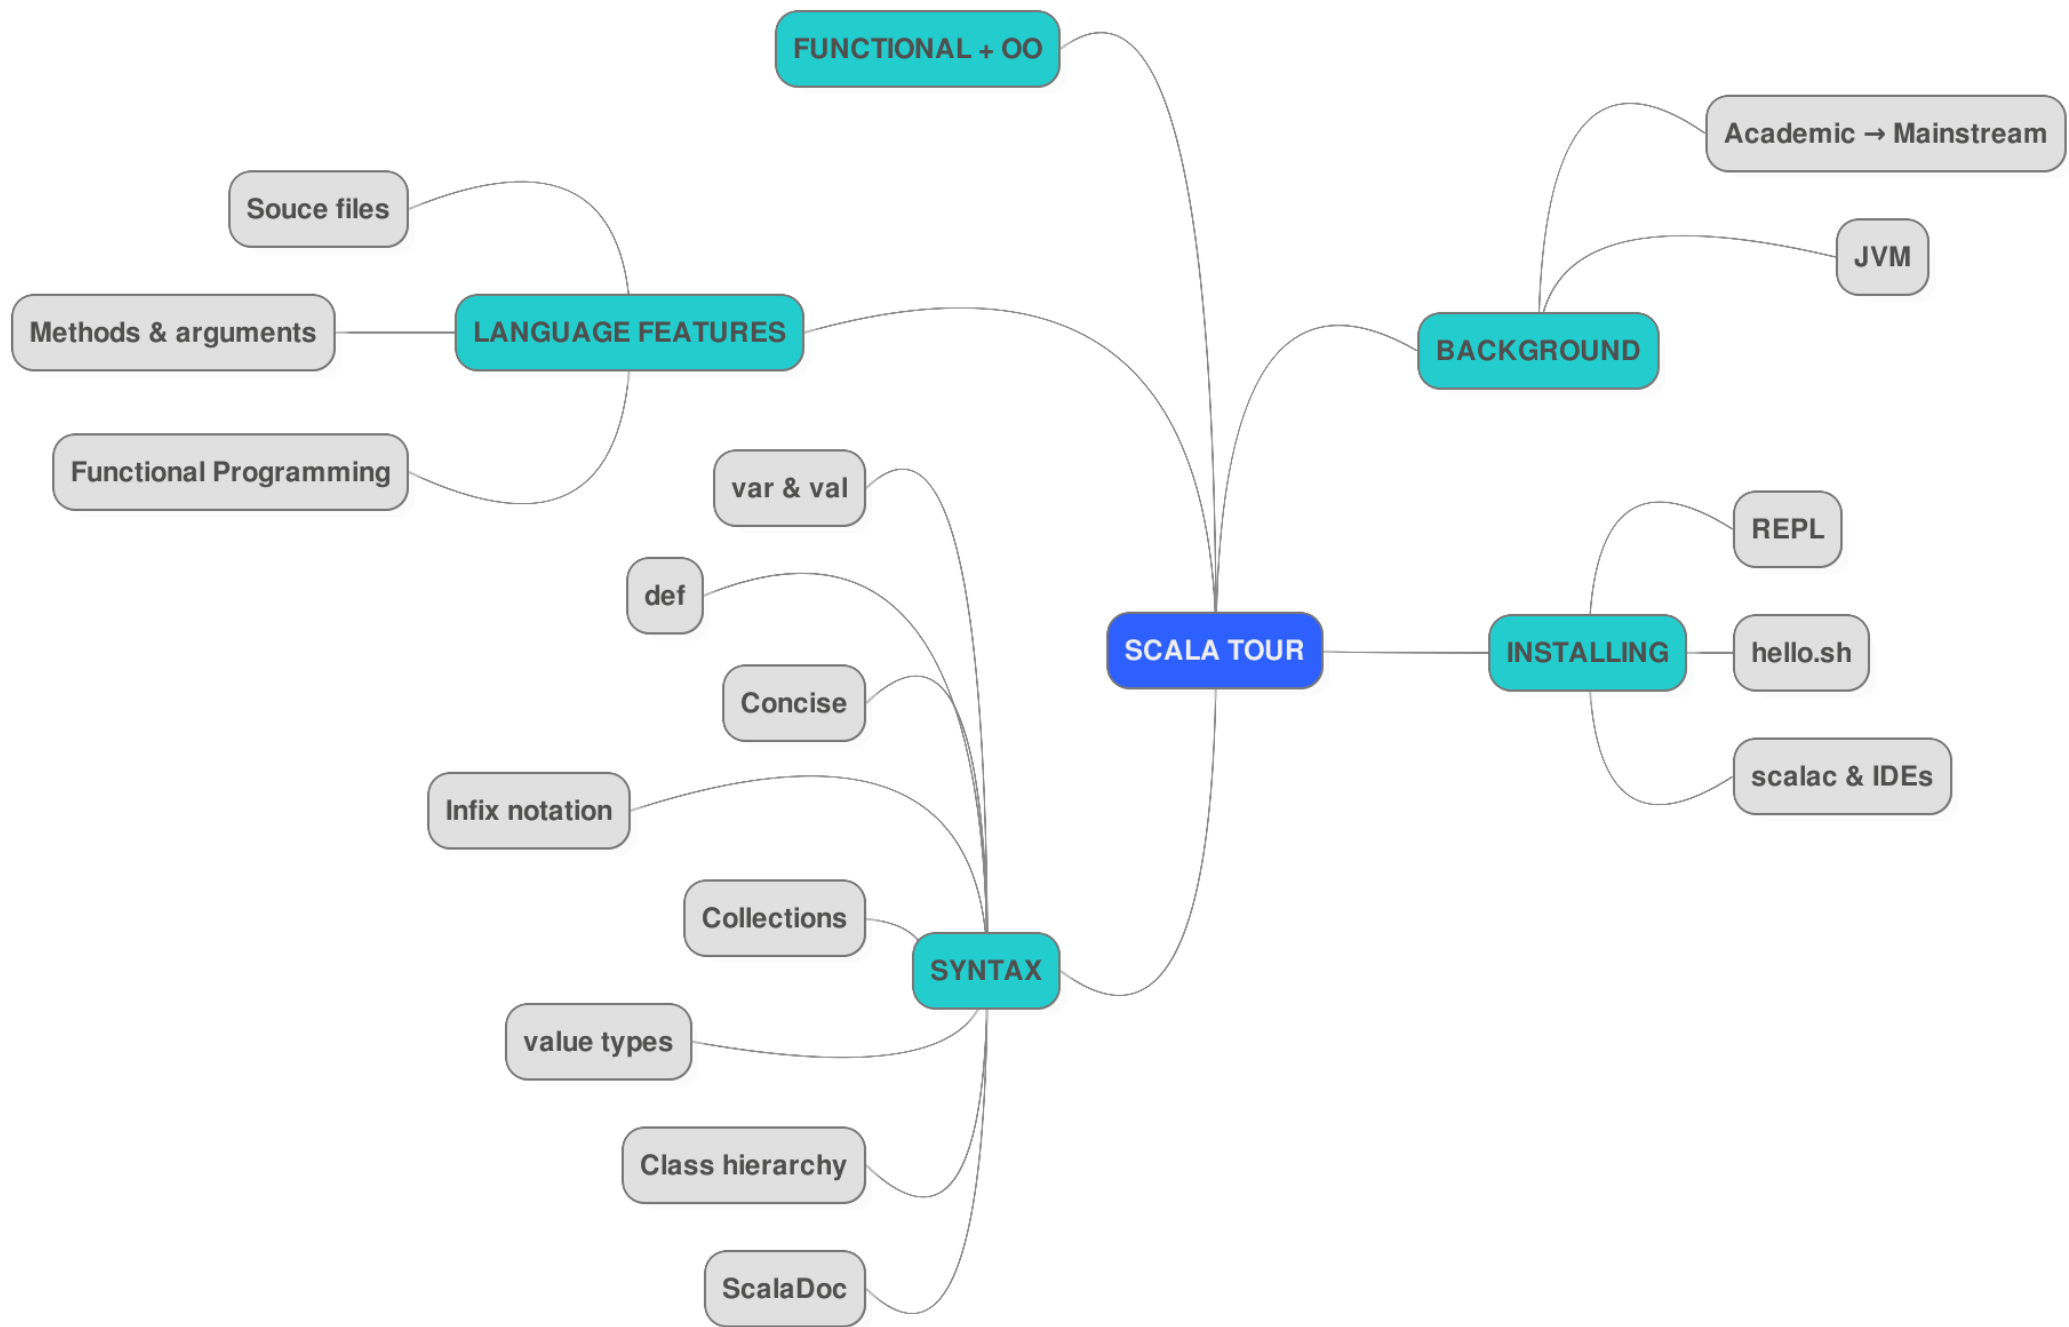 FUNCTIONAL + OO
Academic → Mainstream
Souce files
JVM
Methods & arguments
LANGUAGE FEATURES
BACKGROUND
Functional Programming
var & val
REPL
def
SCALA TOUR
INSTALLING
hello.sh
Concise
scalac & IDEs
Infix notation
Collections
SYNTAX
value types
Class hierarchy
ScalaDoc